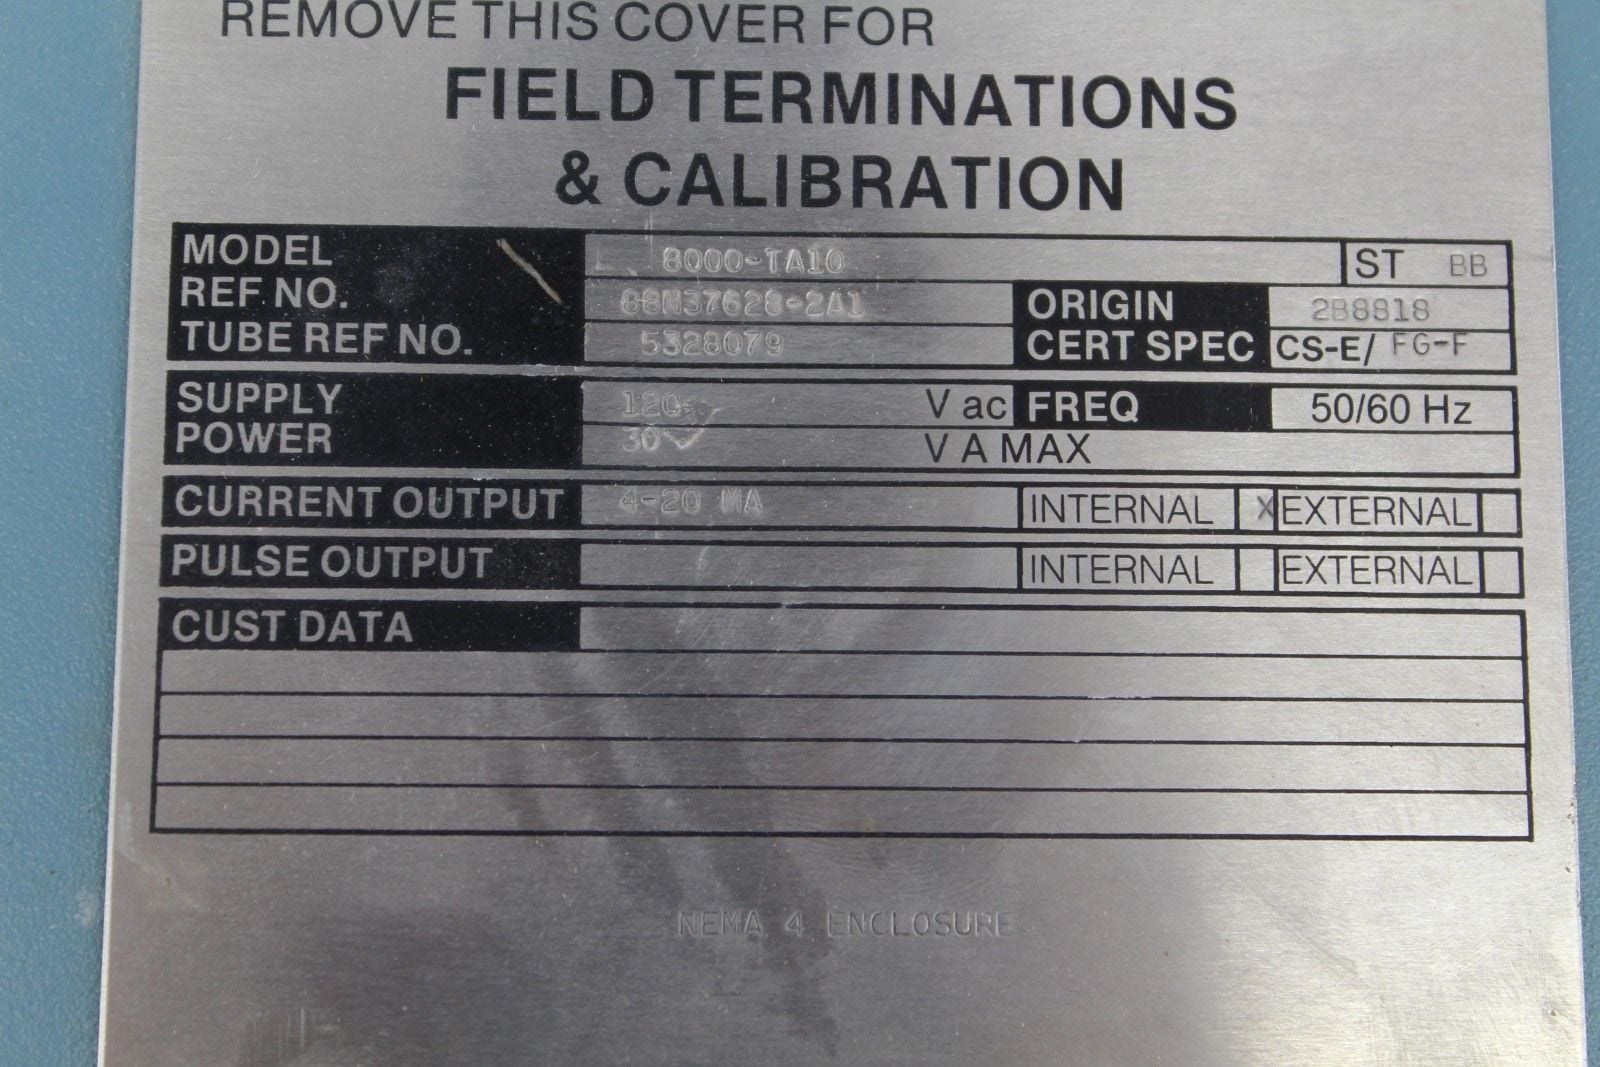 REMOVE THIS COVER FOR
FIELD TERMINATIONS
& CALIBRATION
MODEL 8000-TA10 ST BB
REF NO. 88N37628-2A1 ORIGIN 2B8818
TUBE REF NO. 5328079 CERT SPEC CS-E/ FG-F
SUPPLY 120 V ac FREQ 50/60 Hz
POWER 30 V A MAX
CURRENT OUTPUT 4-20 MA INTERNAL X EXTERNAL
PULSE OUTPUT INTERNAL EXTERNAL
CUST DATA
NEMA 4 ENCLOSURE